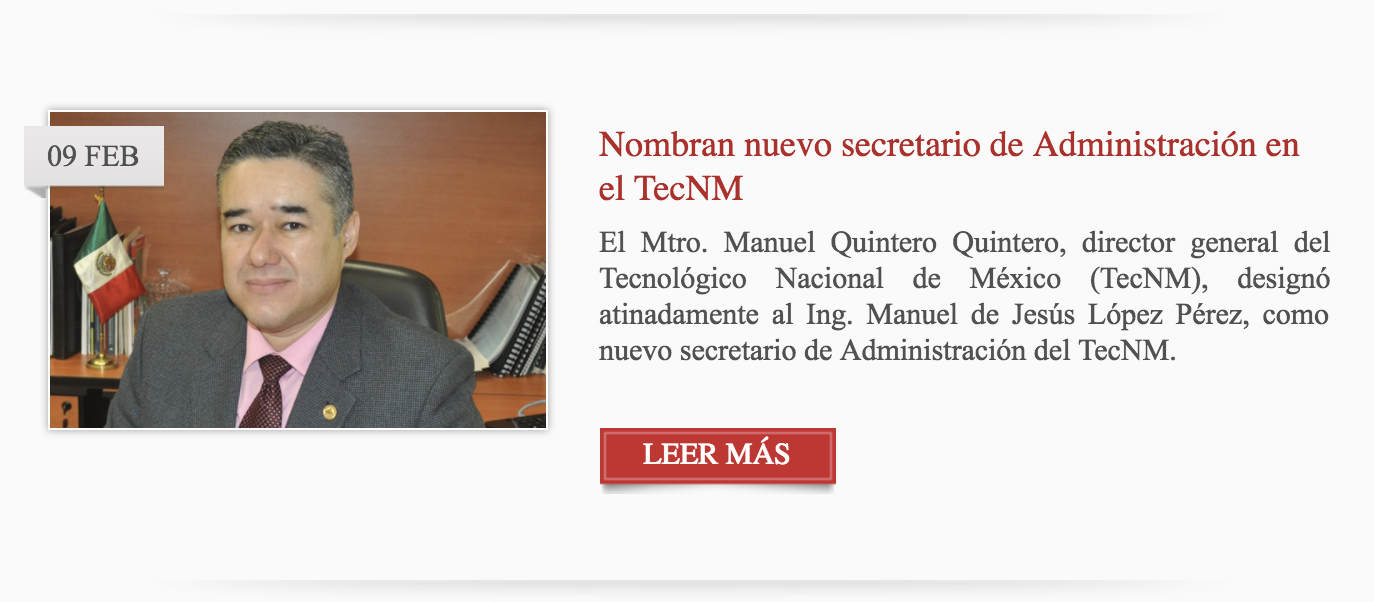 09 FEB
Nombran nuevo secretario de Administración en
el TecNM
El Mtro. Manuel Quintero Quintero, director general del
Tecnológico Nacional de México (TecNM), designó
atinadamente al Ing. Manuel de Jesús López Pérez, como
nuevo secretario de Administración del TecNM.
LEER MÁS